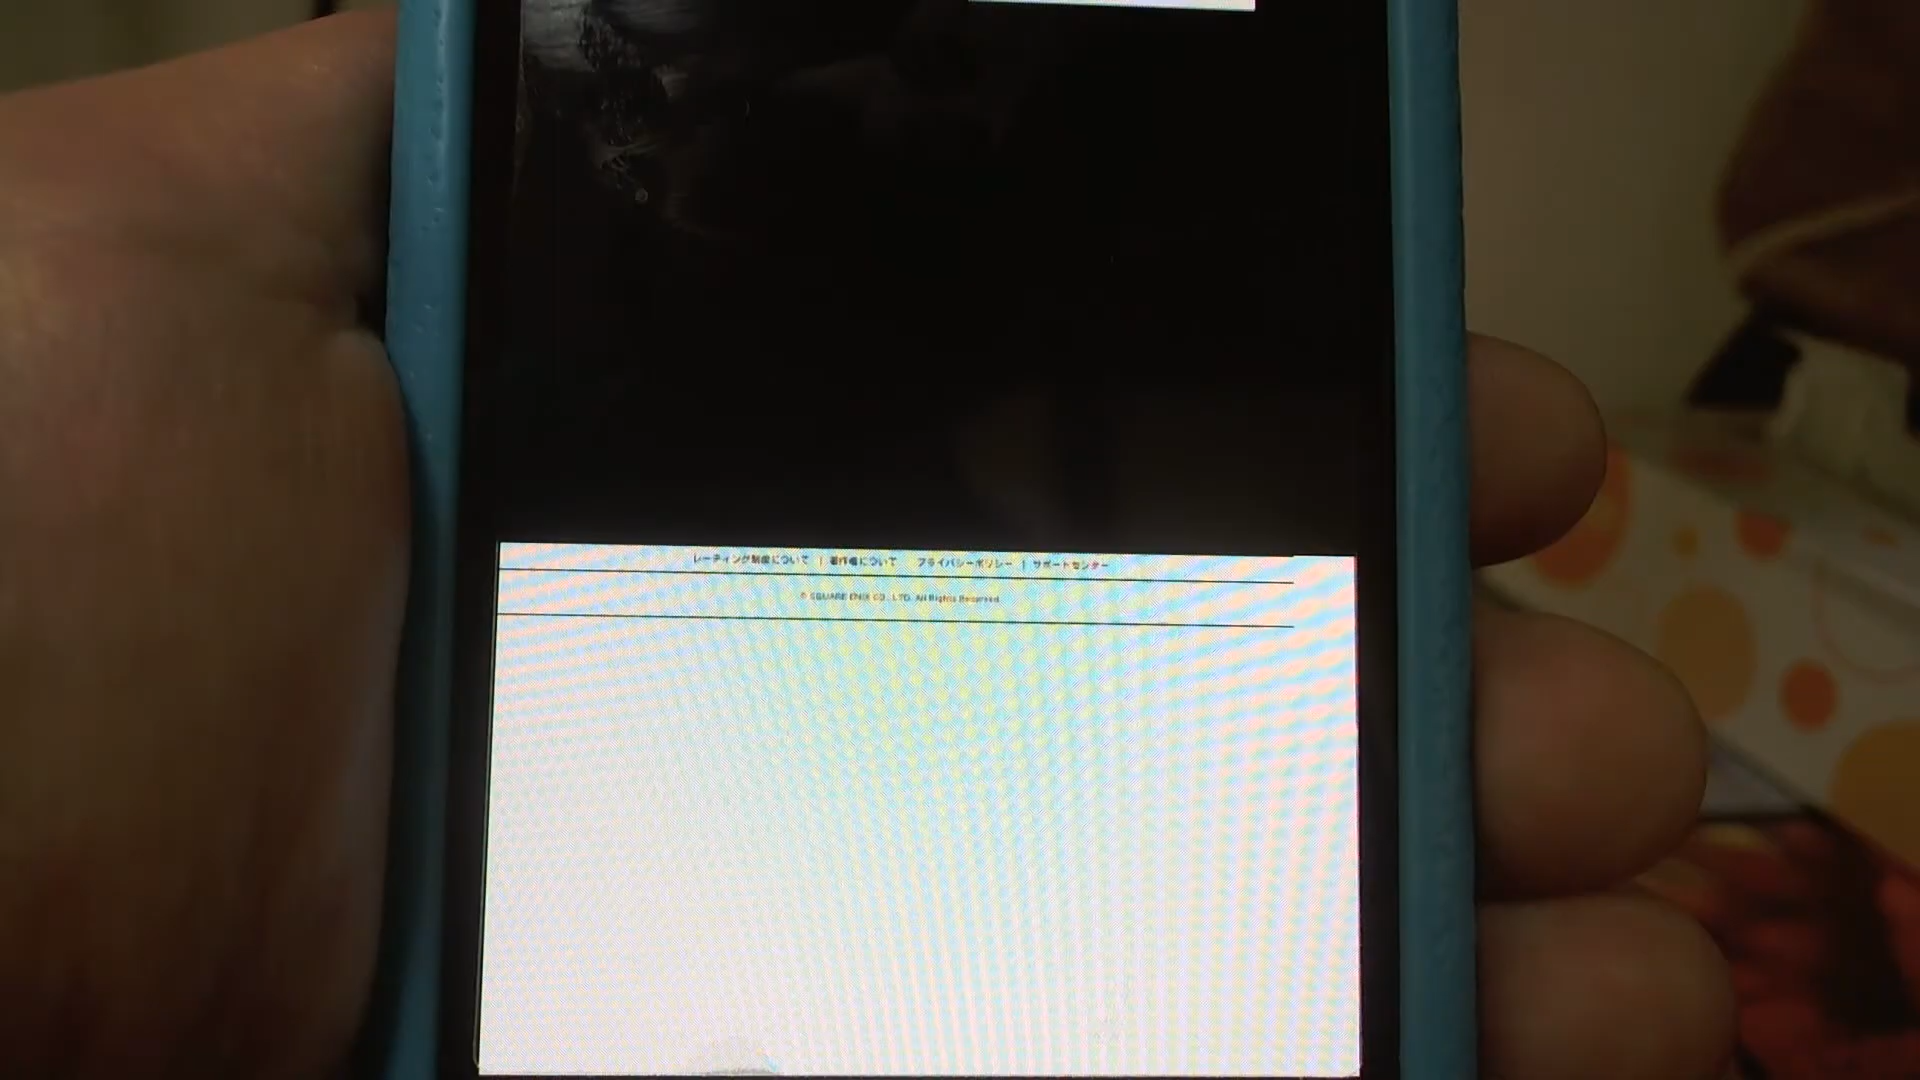 レーティング制度について | 著作権について プライバシーポリシー | サポートセンター
© SQUARE ENIX CO., LTD. All Rights Reserved.